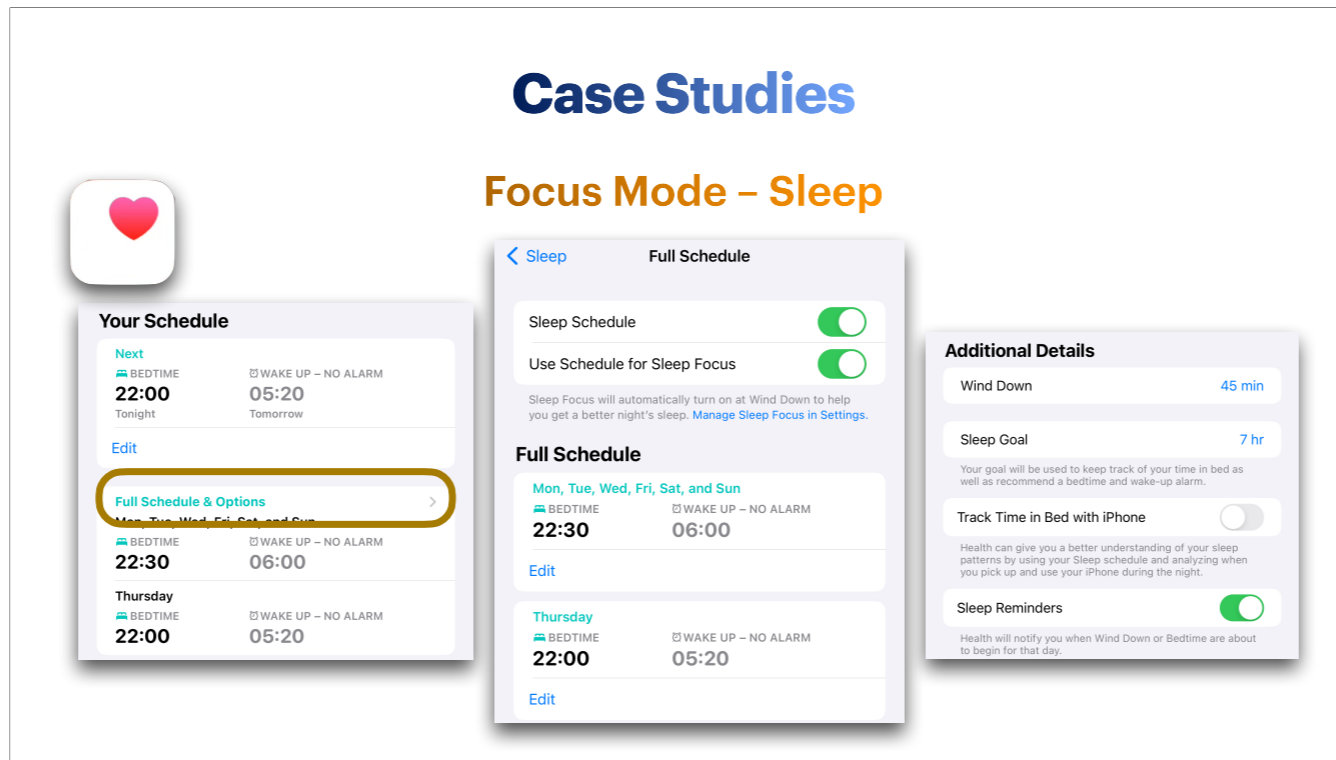 Case Studies
Focus Mode – Sleep
Your Schedule
Next
BEDTIME WAKE UP – NO ALARM
22:00 05:20
Tonight Tomorrow
Edit
Full Schedule & Options
Mon, Tue, Wed, Fri, Sat, and Sun
BEDTIME WAKE UP – NO ALARM
22:30 06:00
Thursday
BEDTIME WAKE UP – NO ALARM
22:00 05:20
Sleep Full Schedule
Sleep Schedule
Use Schedule for Sleep Focus
Sleep Focus will automatically turn on at Wind Down to help
you get a better night's sleep. Manage Sleep Focus in Settings.
Full Schedule
Mon, Tue, Wed, Fri, Sat, and Sun
BEDTIME WAKE UP – NO ALARM
22:30 06:00
Edit
Thursday
BEDTIME WAKE UP – NO ALARM
22:00 05:20
Edit
Additional Details
Wind Down 45 min
Sleep Goal 7 hr
Your goal will be used to keep track of your time in bed as
well as recommend a bedtime and wake-up alarm.
Track Time in Bed with iPhone
Health can give you a better understanding of your sleep
patterns by using your Sleep schedule and analyzing when
you pick up and use your iPhone during the night.
Sleep Reminders
Health will notify you when Wind Down or Bedtime are about
to begin for that day.